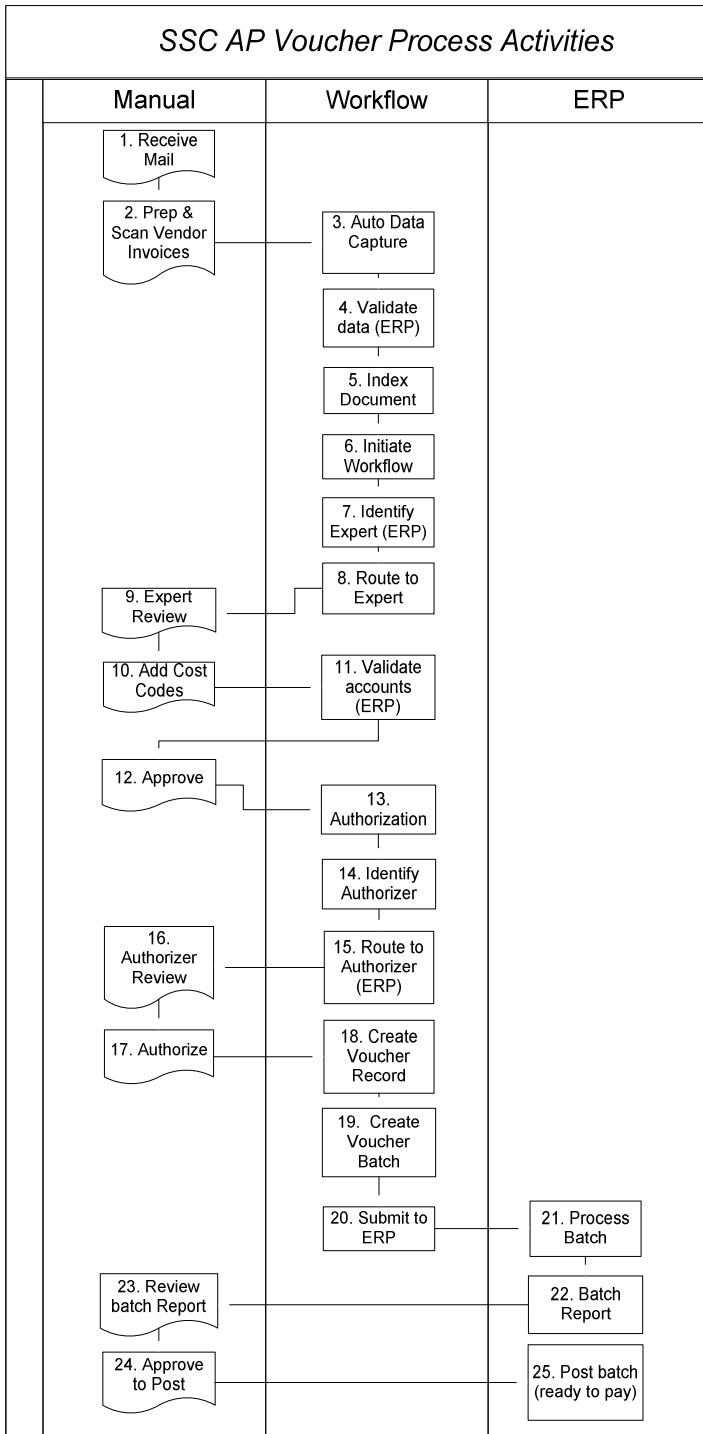 SSC AP Voucher Process Activities
Manual
Workflow
ERP
1. Receive
Mail
2. Prep &
Scan Vendor
Invoices
3. Auto Data
Capture
4. Validate
data (ERP)
5. Index
Document
6. Initiate
Workflow
7. Identify
Expert (ERP)
8. Route to
Expert
9. Expert
Review
10. Add Cost
Codes
11. Validate
accounts
(ERP)
12. Approve
13.
Authorization
14. Identify
Authorizer
15. Route to
Authorizer
(ERP)
16.
Authorizer
Review
17. Authorize
18. Create
Voucher
Record
19. Create
Voucher
Batch
20. Submit to
ERP
21. Process
Batch
22. Batch
Report
23. Review
batch Report
24. Approve
to Post
25. Post batch
(ready to pay)